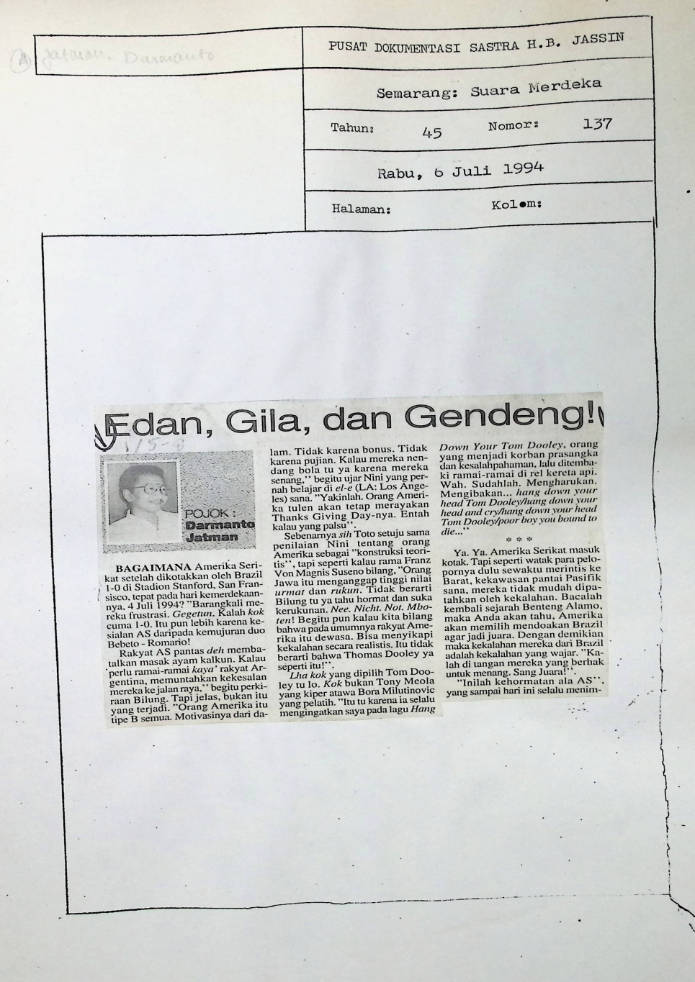 Jatman, Darmanto
PUSAT DOKUMENTASI SASTRA H.B. JASSIN
Semarang: Suara Merdeka
Tahun: 45 Nomor: 137
Rabu, 6 Juli 1994
Halaman: Kolom:
Edan, Gila, dan Gendeng!
POJOK :
Darmanto
Jatman
BAGAIMANA Amerika Seri-
kat setelah dikotakkan oleh Brazil
1-0 di Stadion Stanford, San Fran-
sisco, tepat pada hari kemerdekaan-
nya, 4 Juli 1994? "Barangkali me-
reka frustrasi. Gegetun. Kalah kok
cuma 1-0. Itu pun lebih karena ke-
sialan AS daripada kemujuran duo
Bebeto - Romario!
Rakyat AS pantas deh memba-
talkan masak ayam kalkun. Kalau
perlu ramai-ramai kaya' rakyat Ar-
gentina, memuntahkan kekesalan
mereka ke jalan raya," begitu perki-
raan Bilung. Tapi jelas, bukan itu
yang terjadi. "Orang Amerika itu
tipe B semua. Motivasinya dari da-
lam. Tidak karena bonus. Tidak
karena pujian. Kalau mereka nen-
dang bola tu ya karena mereka
senang," begitu ujar Nini yang per-
nah belajar di el-e (LA: Los Ange-
les) sana. "Yakinlah. Orang Ameri-
ka tulen akan tetap merayakan
Thanks Giving Day-nya. Entah
kalau yang palsu".
Sebenarnya sih Toto setuju sama
penilaian Nini tentang orang
Amerika sebagai "konstruksi teori-
tis", tapi seperti kalau rama Franz
Von Magnis Suseno bilang, "Orang
Jawa itu menganggap tinggi nilai
urmat dan rukun. Tidak berarti
Bilung tu ya tahu hormat dan suka
kerukunan. Nee. Nicht. Not. Mbo-
ten! Begitu pun kalau kita bilang
bahwa pada umumnya rakyat Ame-
rika itu dewasa. Bisa menyikapi
kekalahan secara realistis. Itu tidak
berarti bahwa Thomas Dooley ya
seperti itu!".
Lha kok yang dipilih Tom Doo-
ley tu lo. Kok bukan Tony Meola
yang kiper atawa Bora Milutinovic
yang pelatih. "Itu tu karena ia selalu
mengingatkan saya pada lagu Hang
Down Your Tom Dooley, orang
yang menjadi korban prasangka
dan kesalahpahaman, lalu ditemba-
ki ramai-ramai di rel kereta api.
Wah. Sudahlah. Mengharukan.
Mengibakan... hang down your
head Tom Dooley/hang down your
head and cry/hang down your head
Tom Dooley/poor boy you bound to
die..."
* * *
Ya. Ya. Amerika Serikat masuk
kotak. Tapi seperti watak para pelo-
pornya dulu sewaktu merintis ke
Barat, kekawasan pantai Pasifik
sana, mereka tidak mudah dipa-
tahkan oleh kekalahan. Bacalah
kembali sejarah Benteng Alamo,
maka Anda akan tahu, Amerika
akan memilih mendoakan Brazil
agar jadi juara. Dengan demikian
maka kekalahan mereka dari Brazil
adalah kekalahan yang wajar. "Ka-
lah di tangan mereka yang berhak
untuk menang. Sang Juara!".
"Inilah kehormatan ala AS",
yang sampai hari ini selalu menim-